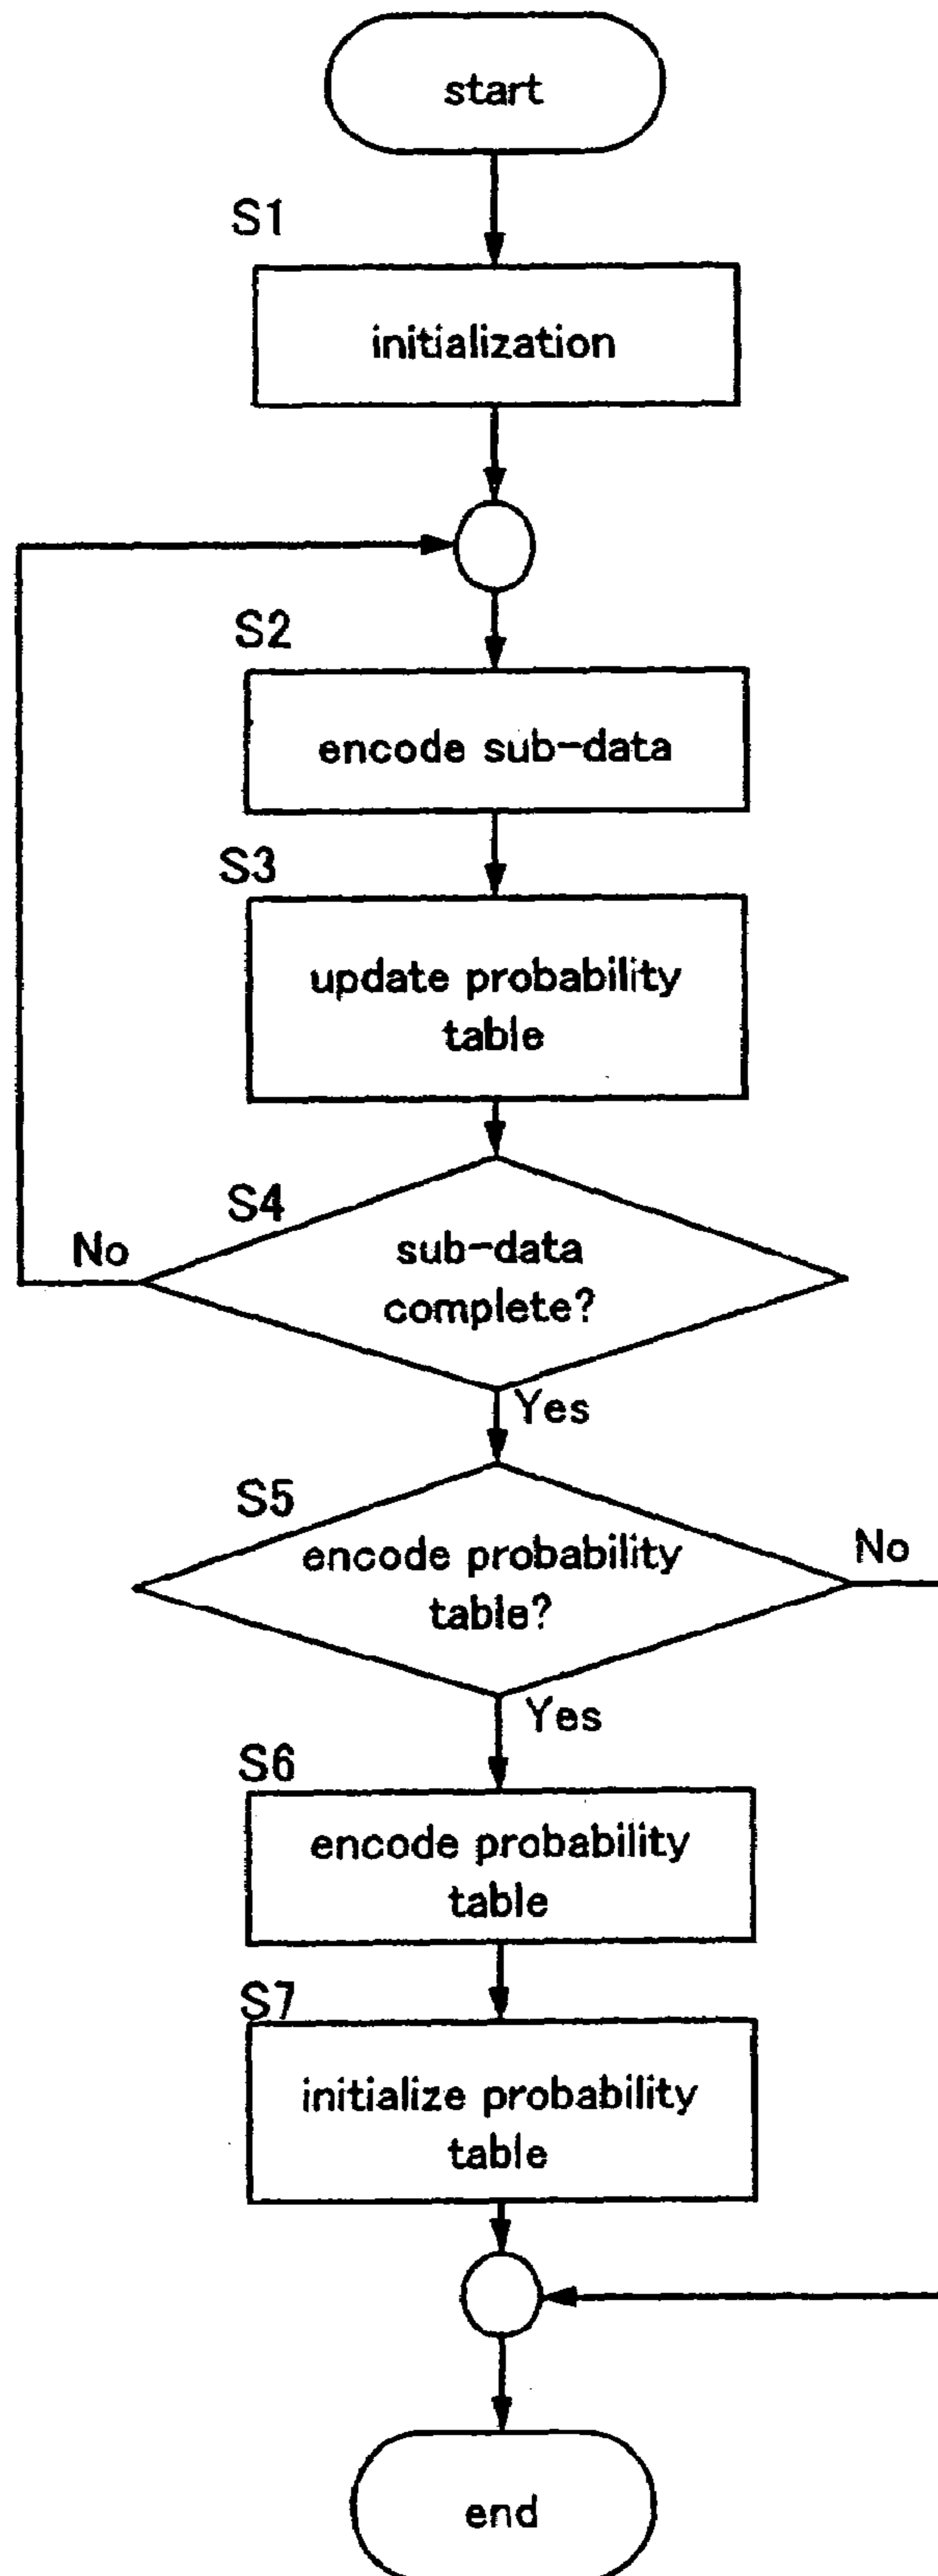 start
S1
initialization
S2
encode sub-data
S3
update probability
table
S4
No
sub-data
complete?
Yes
S5
encode probability
table?
No
Yes
S6
encode probability
table
S7
initialize probability
table
end